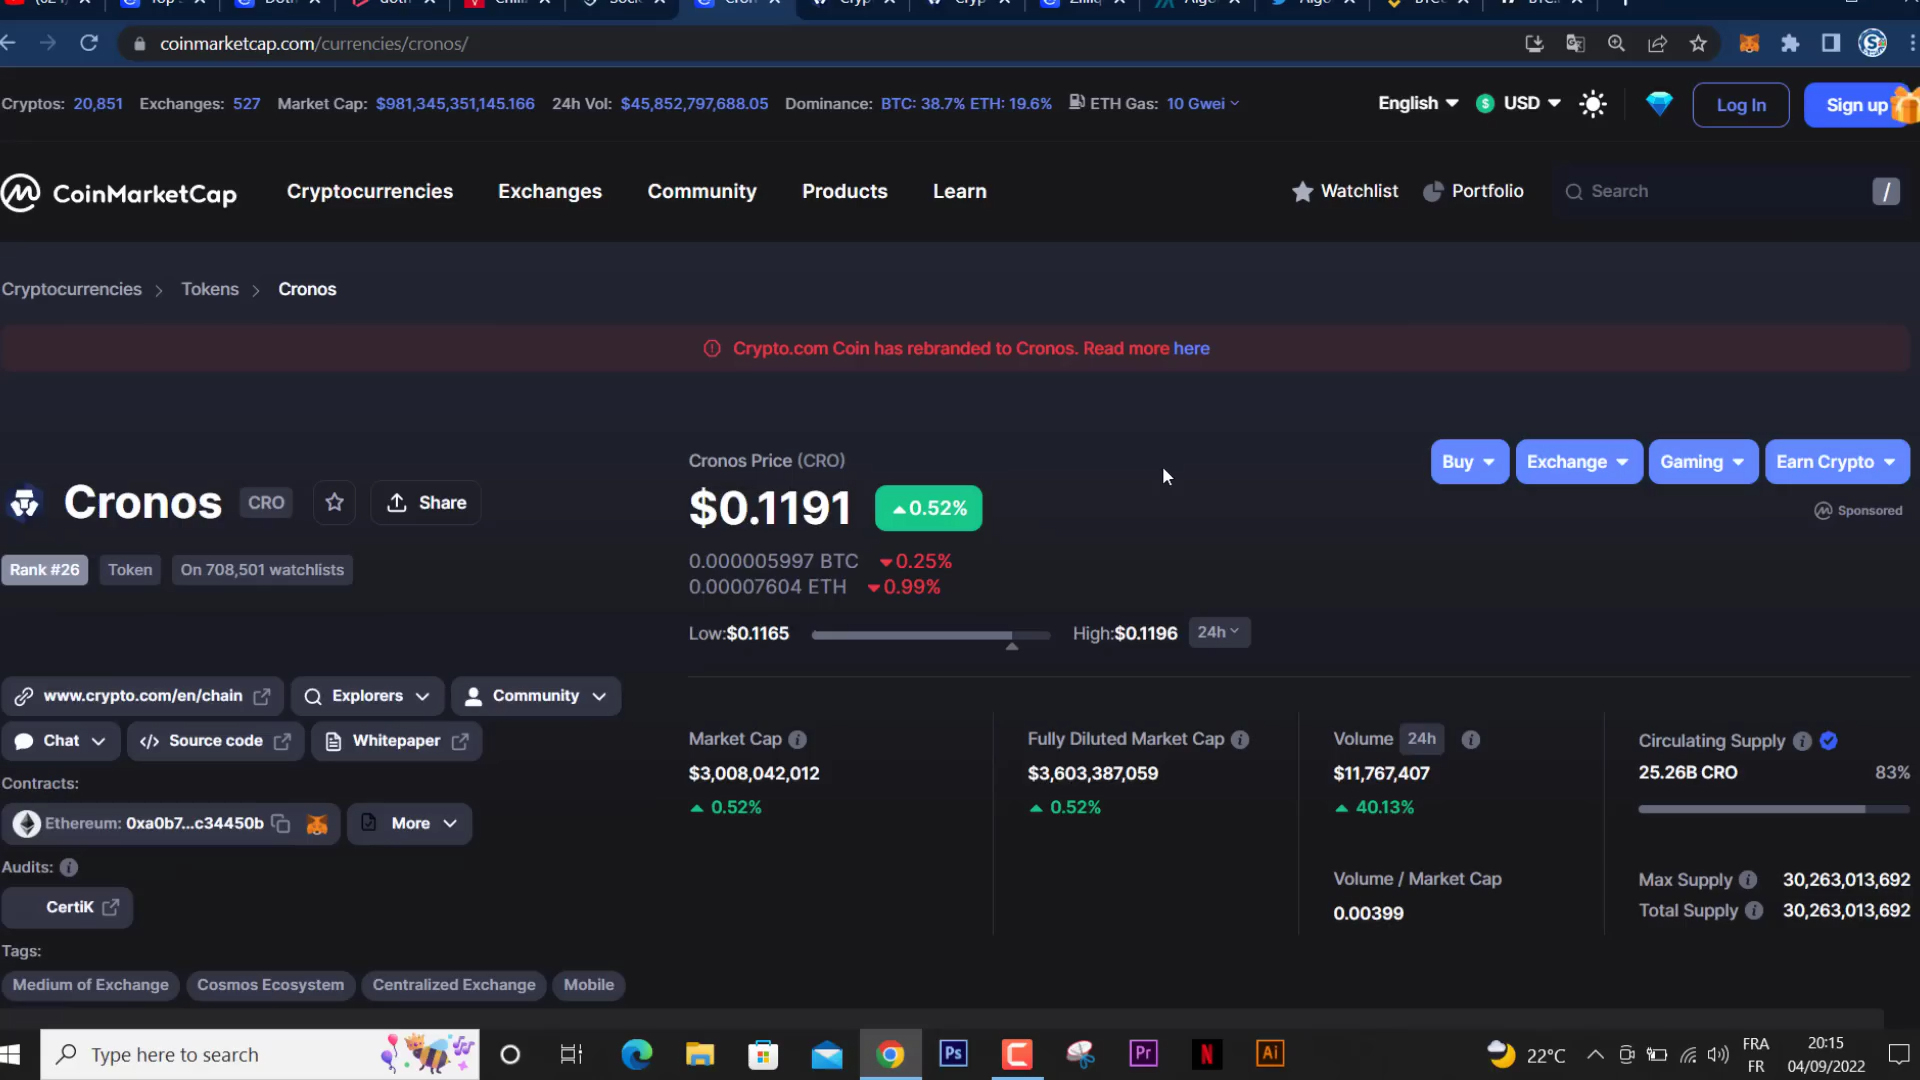 coinmarketcap.com/currencies/cronos/
Cryptos: 20,851 Exchanges: 527 Market Cap: $981,345,351,145.166 24h Vol: $45,852,797,688.05 Dominance: BTC: 38.7% ETH: 19.6% ETH Gas: 10 Gwei English USD Log In Sign up
CoinMarketCap Cryptocurrencies Exchanges Community Products Learn Watchlist Portfolio Search /
Cryptocurrencies > Tokens > Cronos
Crypto.com Coin has rebranded to Cronos. Read more here
Cronos CRO Share
Rank #26 Token On 708,501 watchlists
Cronos Price (CRO)
$0.1191 0.52%
0.000005997 BTC 0.25%
0.00007604 ETH 0.99%
Low:$0.1165 High:$0.1196 24h
Buy Exchange Gaming Earn Crypto
Sponsored
www.crypto.com/en/chain Explorers Community
Chat Source code Whitepaper
Contracts:
Ethereum: 0xa0b7...c34450b More
Audits:
CertiK
Tags:
Medium of Exchange Cosmos Ecosystem Centralized Exchange Mobile
Market Cap
$3,008,042,012
0.52%
Fully Diluted Market Cap
$3,603,387,059
0.52%
Volume 24h
$11,767,407
40.13%
Volume / Market Cap
0.00399
Circulating Supply
25.26B CRO 83%
Max Supply 30,263,013,692
Total Supply 30,263,013,692
Type here to search
Ps
Pr
N
Ai
22°C
FRA
FR
20:15
04/09/2022